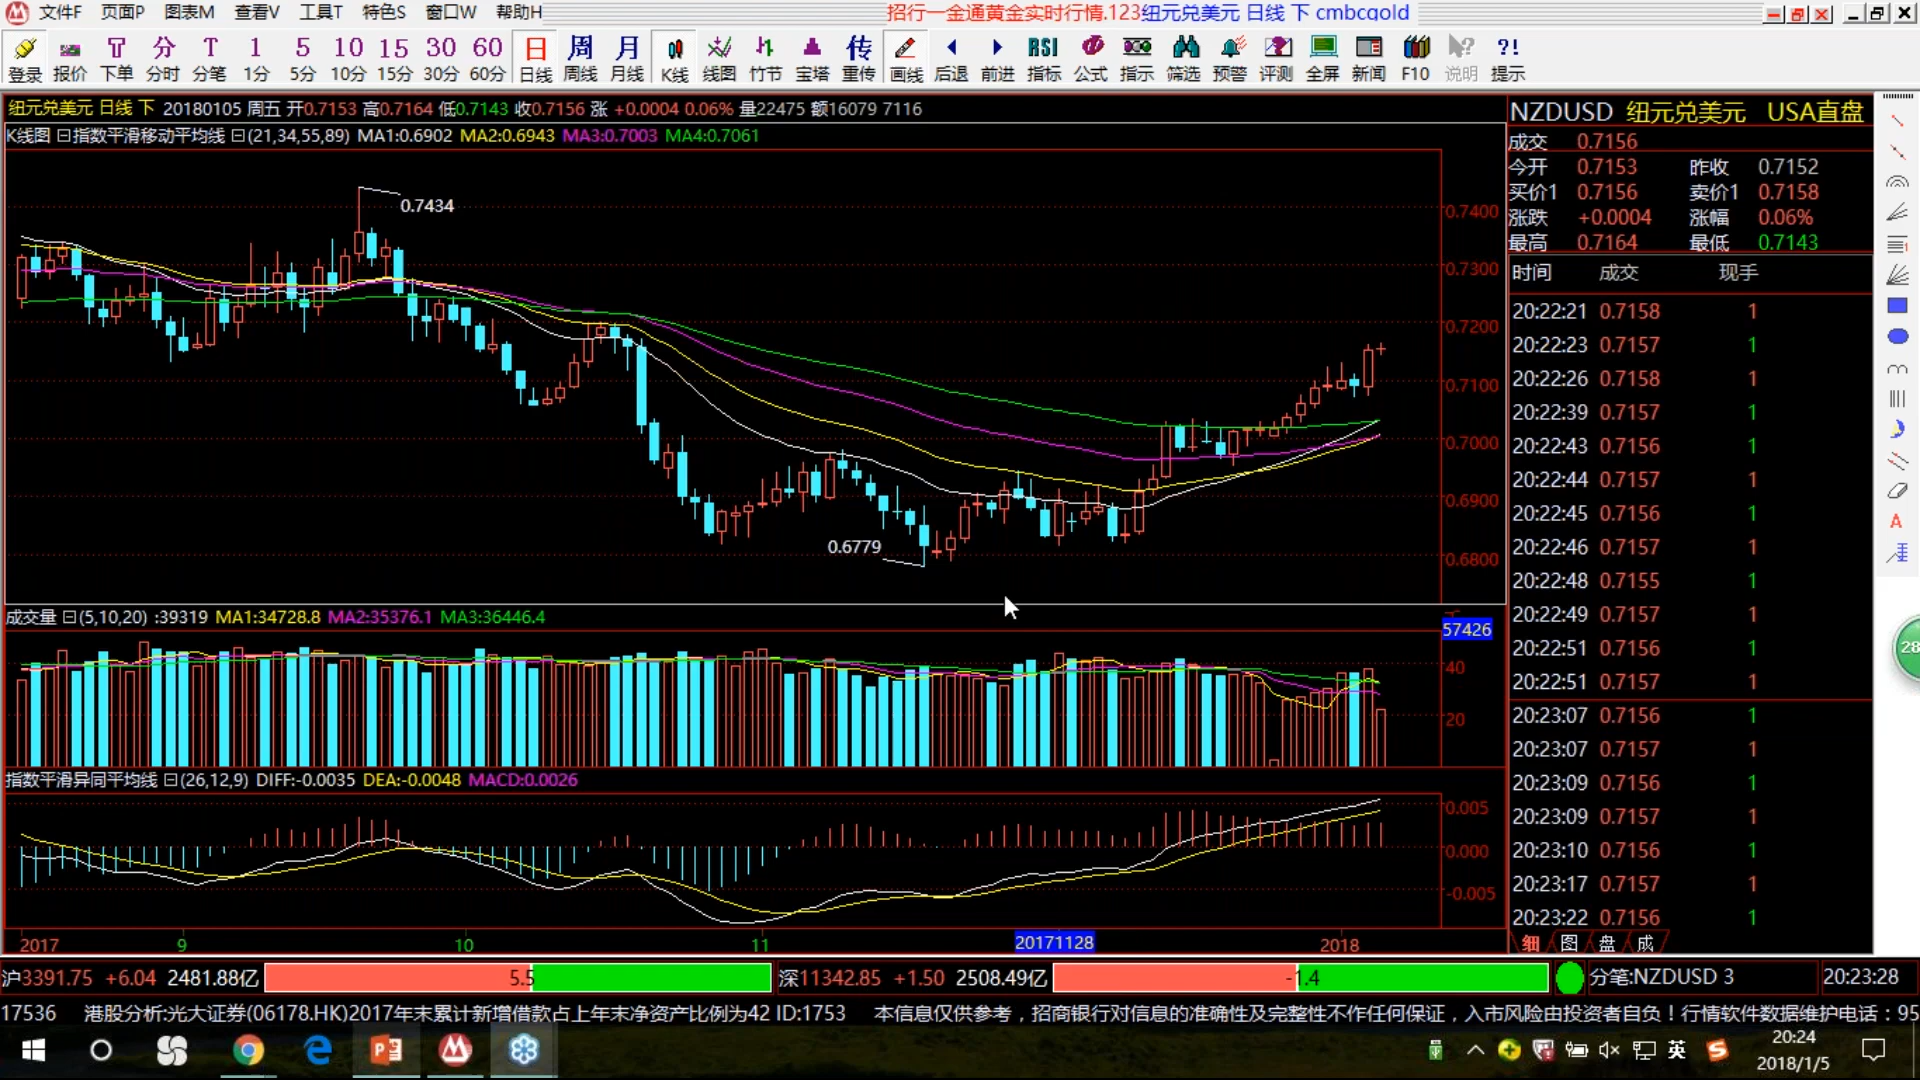 文件F 页面P 图表M 查看V 工具T 特色S 窗口W 帮助H 招行一金通黄金实时行情.123纽元兑美元 日线 下 cmbcgold
T 分 T 1 5 10 15 30 60 日 周 月 传 RSI ?!
登录 报价 下单 分时 分笔 1分 5分 10分 15分 30分 60分 日线 周线 月线 K线 线图 竹节 宝塔 重传 画线 后退 前进 指标 公式 指示 筛选 预警 评测 全屏 新闻 F10 说明 提示
纽元兑美元 日线 下 20180105 周五 开0.7153 高0.7164 低0.7143 收0.7156 涨 +0.0004 0.06% 量22475 额16079 7116
K线图 指数平滑移动平均线 (21,34,55,89) MA1:0.6902 MA2:0.6943 MA3:0.7003 MA4:0.7061
0.7434
0.6779
0.7400
0.7300
0.7200
0.7100
0.7000
0.6900
0.6800
成交量 (5,10,20) :39319 MA1:34728.8 MA2:35376.1 MA3:36446.4
57426
40
20
指数平滑异同平均线 (26,12,9) DIFF:-0.0035 DEA:-0.0048 MACD:0.0026
0.005
0.000
-0.005
2017 9 10 11 20171128 2018
NZDUSD 纽元兑美元 USA直盘
成交 0.7156
今开 0.7153 昨收 0.7152
买价1 0.7156 卖价1 0.7158
涨跌 +0.0004 涨幅 0.06%
最高 0.7164 最低 0.7143
时间 成交 现手
20:22:21 0.7158 1
20:22:23 0.7157 1
20:22:26 0.7158 1
20:22:39 0.7157 1
20:22:43 0.7156 1
20:22:44 0.7157 1
20:22:45 0.7156 1
20:22:46 0.7157 1
20:22:48 0.7155 1
20:22:49 0.7157 1
20:22:51 0.7156 1
20:22:51 0.7157 1
20:23:07 0.7156 1
20:23:07 0.7157 1
20:23:09 0.7156 1
20:23:09 0.7157 1
20:23:10 0.7156 1
20:23:17 0.7157 1
20:23:22 0.7156 1
细 图 盘 成
A
28
沪3391.75 +6.04 2481.88亿 5.5 深11342.85 +1.50 2508.49亿 -1.4 分笔:NZDUSD 3 20:23:28
17536 港股分析:光大证券(06178.HK)2017年末累计新增借款占上年末净资产比例为42 ID:1753 本信息仅供参考，招商银行对信息的准确性及完整性不作任何保证，入市风险由投资者自负！行情软件数据维护电话：95
英
20:24
2018/1/5